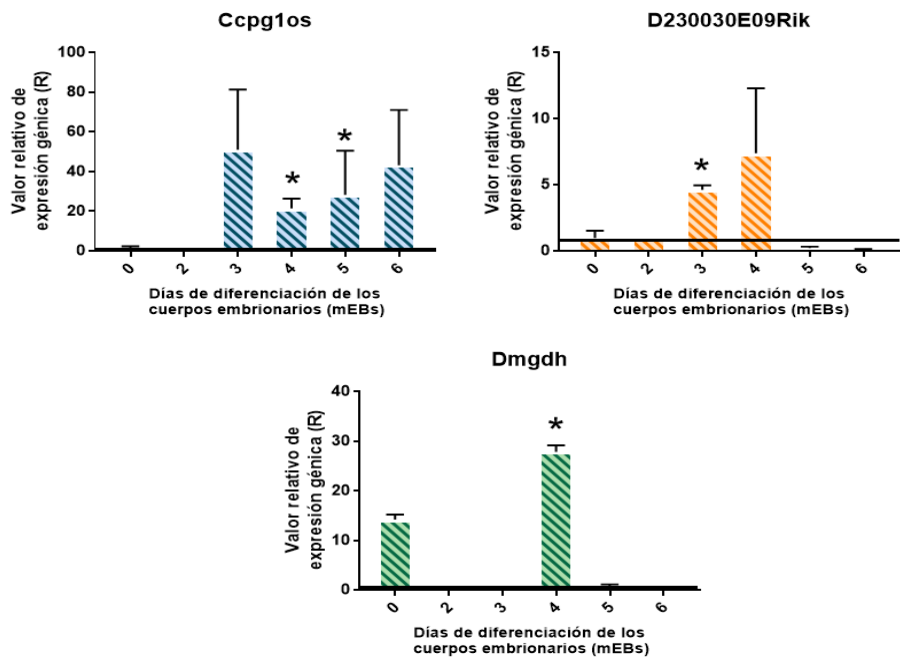 Ccpg1os
Valor relativo de
expresión génica (R)
100
80
60
40
20
0
*
*
0 2 3 4 5 6
Días de diferenciación de los
cuerpos embrionarios (mEBs)
D230030E09Rik
Valor relativo de
expresión génica (R)
15
10
5
0
*
0 2 3 4 5 6
Días de diferenciación de los
cuerpos embrionarios (mEBs)
Dmgdh
Valor relativo de
expresión génica (R)
40
30
20
10
0
*
0 2 3 4 5 6
Días de diferenciación de los
cuerpos embrionarios (mEBs)